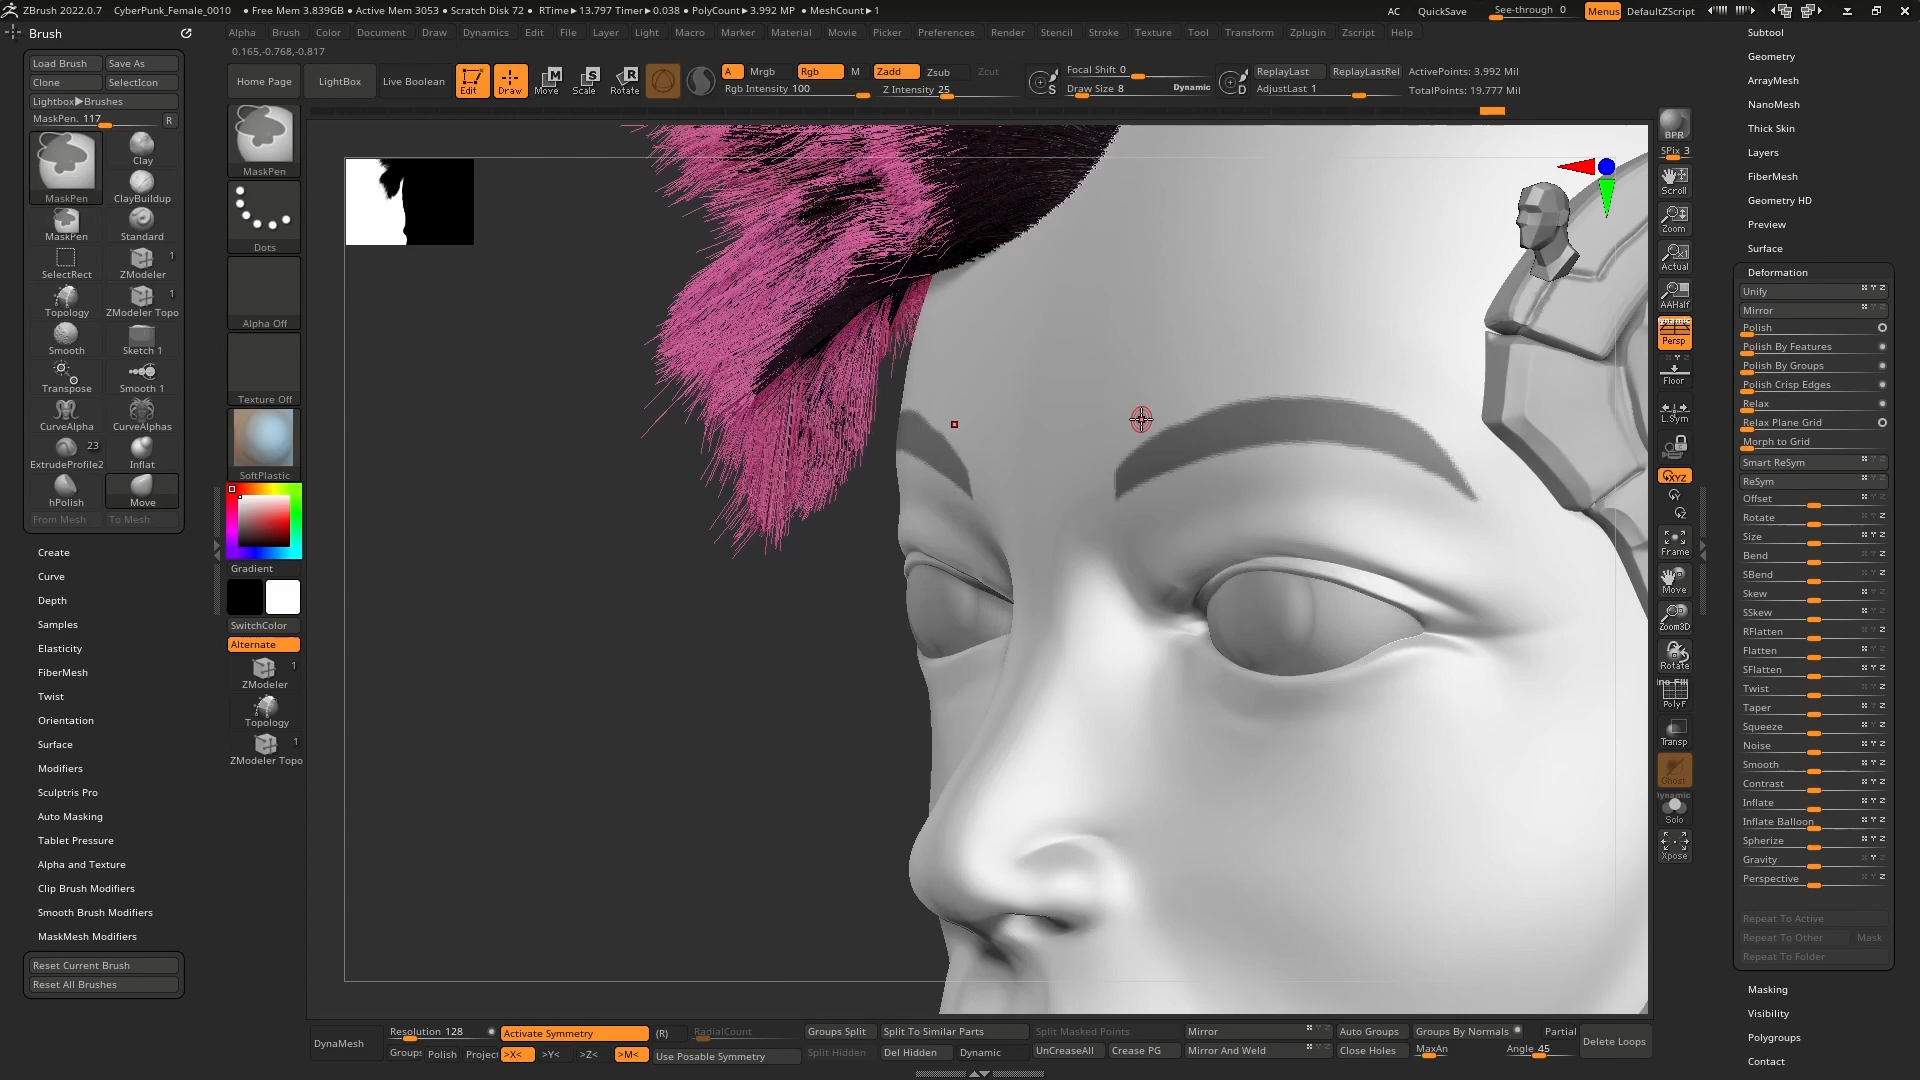 ZBrush 2022.0.7 CyberPunk_Female_0010 • Free Mem 3.839GB • Active Mem 3053 • Scratch Disk 72 • RTime▶13.797 Timer▶0.038 • PolyCount▶3.992 MP • MeshCount▶1 AC QuickSave See-through 0 Menus DefaultZScript
Brush
Alpha Brush Color Document Draw Dynamics Edit File Layer Light Macro Marker Material Movie Picker Preferences Render Stencil Stroke Texture Tool Transform Zplugin Zscript Help
0.165,-0.768,-0.817
Home Page LightBox Live Boolean Edit Draw Move Scale Rotate
A Mrgb Rgb M Zadd Zsub Zcut
Rgb Intensity 100 Z Intensity 25
Focal Shift 0
Draw Size 8 Dynamic
S D
ReplayLast ReplayLastRel ActivePoints: 3.992 Mil
AdjustLast 1 TotalPoints: 19.777 Mil
Load Brush Save As
Clone SelectIcon
Lightbox▶Brushes
MaskPen. 117 R
MaskPen Clay
ClayBuildup
MaskPen Standard
SelectRect ZModeler 1
Topology ZModeler Topo 1
Smooth Sketch 1
Transpose Smooth 1
CurveAlpha CurveAlphas
ExtrudeProfile2 23 Inflat
hPolish Move
From Mesh To Mesh
Create
Curve
Depth
Samples
Elasticity
FiberMesh
Twist
Orientation
Surface
Modifiers
Sculptris Pro
Auto Masking
Tablet Pressure
Alpha and Texture
Clip Brush Modifiers
Smooth Brush Modifiers
MaskMesh Modifiers
Reset Current Brush
Reset All Brushes
MaskPen
Dots
Alpha Off
Texture Off
SoftPlastic
Gradient
SwitchColor
Alternate
ZModeler 1
Topology
ZModeler Topo 1
BPR
SPix 3
Scroll
Zoom
Actual
AAHalf
Dynamic
Persp
Floor
L.Sym
XYZ
Frame
Move
Zoom3D
Rotate
PolyF
Transp
Ghost
Dynamic
Solo
Xpose
Subtool
Geometry
ArrayMesh
NanoMesh
Thick Skin
Layers
FiberMesh
Geometry HD
Preview
Surface
Deformation
Unify
Mirror
Polish
Polish By Features
Polish By Groups
Polish Crisp Edges
Relax
Relax Plane Grid
Morph to Grid
Smart ReSym
ReSym
Offset
Rotate
Size
Bend
SBend
Skew
SSkew
RFlatten
Flatten
SFlatten
Twist
Taper
Squeeze
Noise
Smooth
Contrast
Inflate
Inflate Balloon
Spherize
Gravity
Perspective
Repeat To Active
Repeat To Other Mask
Repeat To Folder
Masking
Visibility
Polygroups
Contact
DynaMesh
Resolution 128 Activate Symmetry (R) RadialCount Groups Split Split To Similar Parts Split Masked Points Mirror Auto Groups Groups By Normals Partial
Groups Polish Project >X< >Y< >Z< >M< Use Posable Symmetry Split Hidden Del Hidden Dynamic UnCreaseAll Crease PG Mirror And Weld Close Holes MaxAn Angle 45
Delete Loops